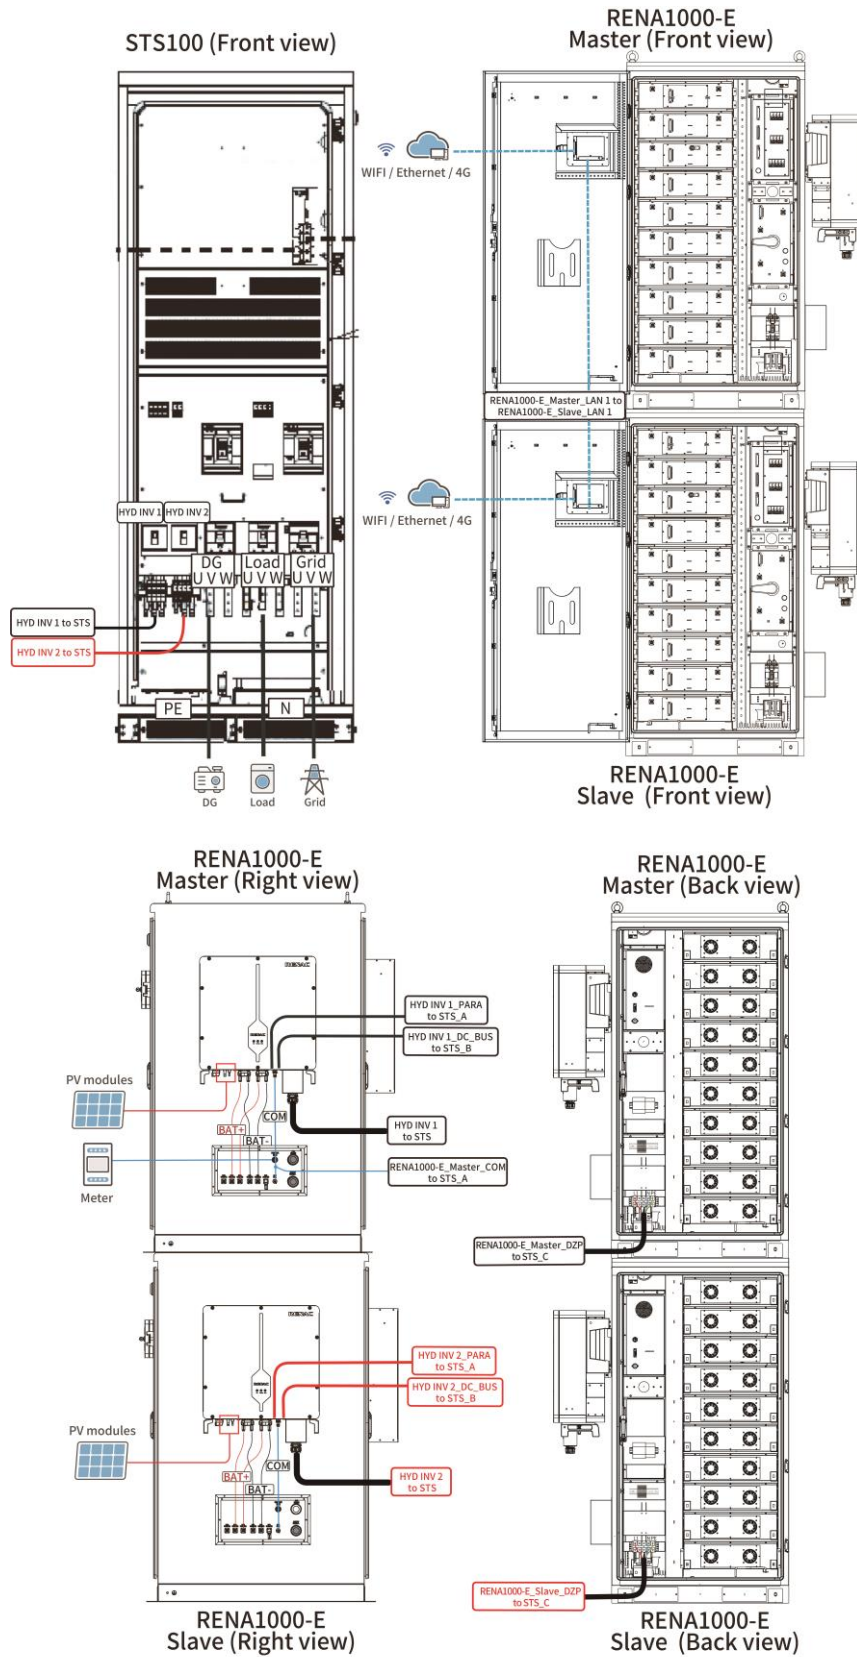 STS100 (Front view)
RENA1000-E
Master (Front view)
WIFI / Ethernet / 4G
RENA1000-E_Master_LAN 1 to
RENA1000-E_Slave_LAN 1
WIFI / Ethernet / 4G
HYD INV 1
HYD INV 2
DG
U V W
Load
U V W
Grid
U V W
HYD INV 1 to STS
HYD INV 2 to STS
PE
N
DG
Load
Grid
RENA1000-E
Slave (Front view)
RENA1000-E
Master (Right view)
RENA1000-E
Master (Back view)
RENAC
HYD INV 1_PARA
to STS_A
HYD INV 1_DC_BUS
to STS_B
PV modules
COM
BAT+
BAT-
HYD INV 1
to STS
Meter
RENA1000-E_Master_COM
to STS_A
RENA1000-E_Master_DZP
to STS_C
RENAC
HYD INV 2_PARA
to STS_A
HYD INV 2_DC_BUS
to STS_B
PV modules
COM
BAT+
BAT-
HYD INV 2
to STS
RENA1000-E_Slave_DZP
to STS_C
RENA1000-E
Slave (Right view)
RENA1000-E
Slave (Back view)